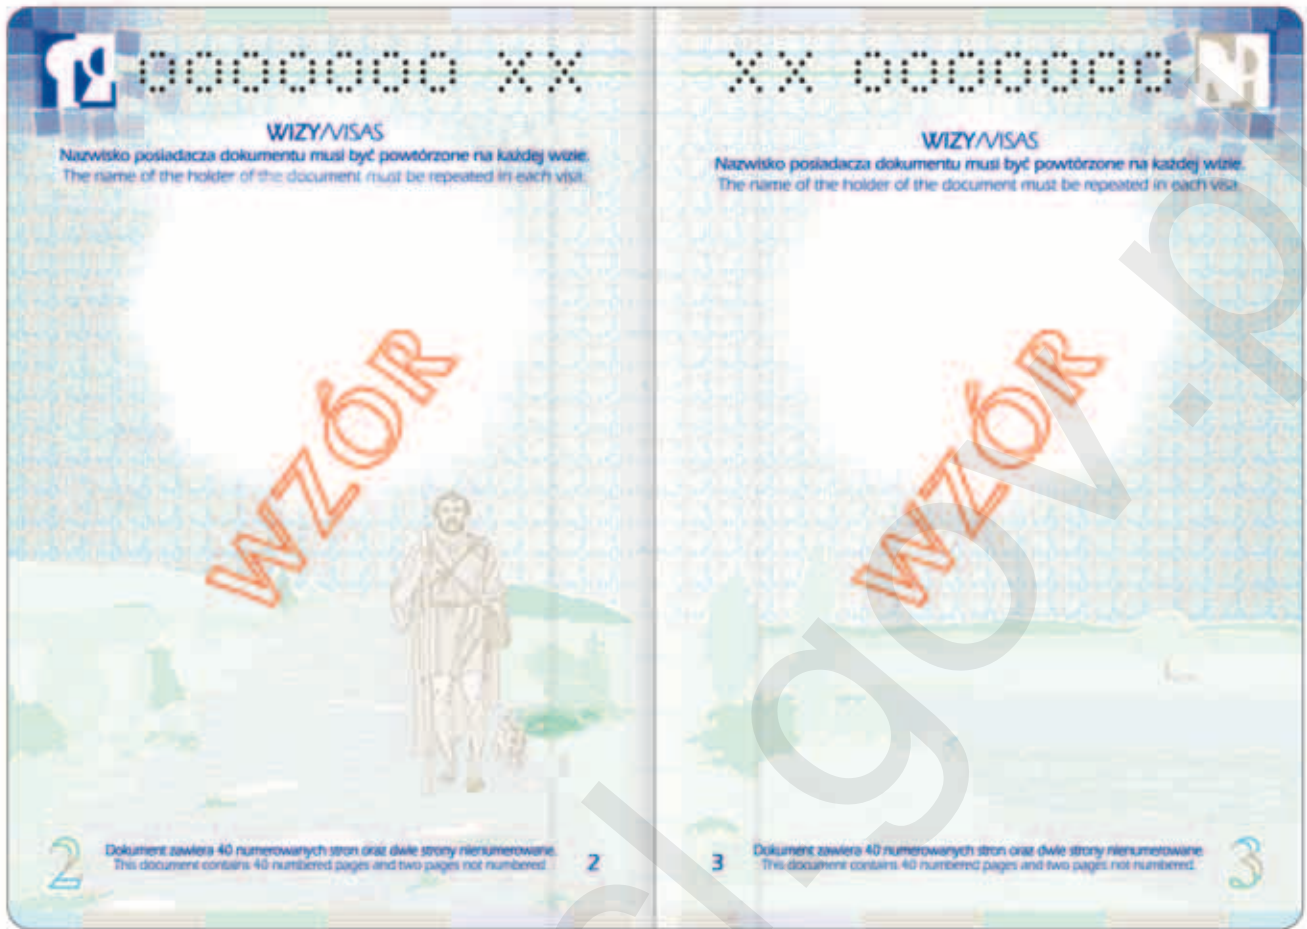 0000000 XX
WIZY/VISAS
Nazwisko posiadacza dokumentu musi być powtórzone na każdej wizie.
The name of the holder of the document must be repeated in each visa.
WZÓR
Dokument zawiera 40 numerowanych stron oraz dwie strony nienumerowane.
This document contains 40 numbered pages and two pages not numbered.
2
2
XX 0000000
WIZY/VISAS
Nazwisko posiadacza dokumentu musi być powtórzone na każdej wizie.
The name of the holder of the document must be repeated in each visa.
WZÓR
Dokument zawiera 40 numerowanych stron oraz dwie strony nienumerowane.
This document contains 40 numbered pages and two pages not numbered.
3
3
cl.gov.pl